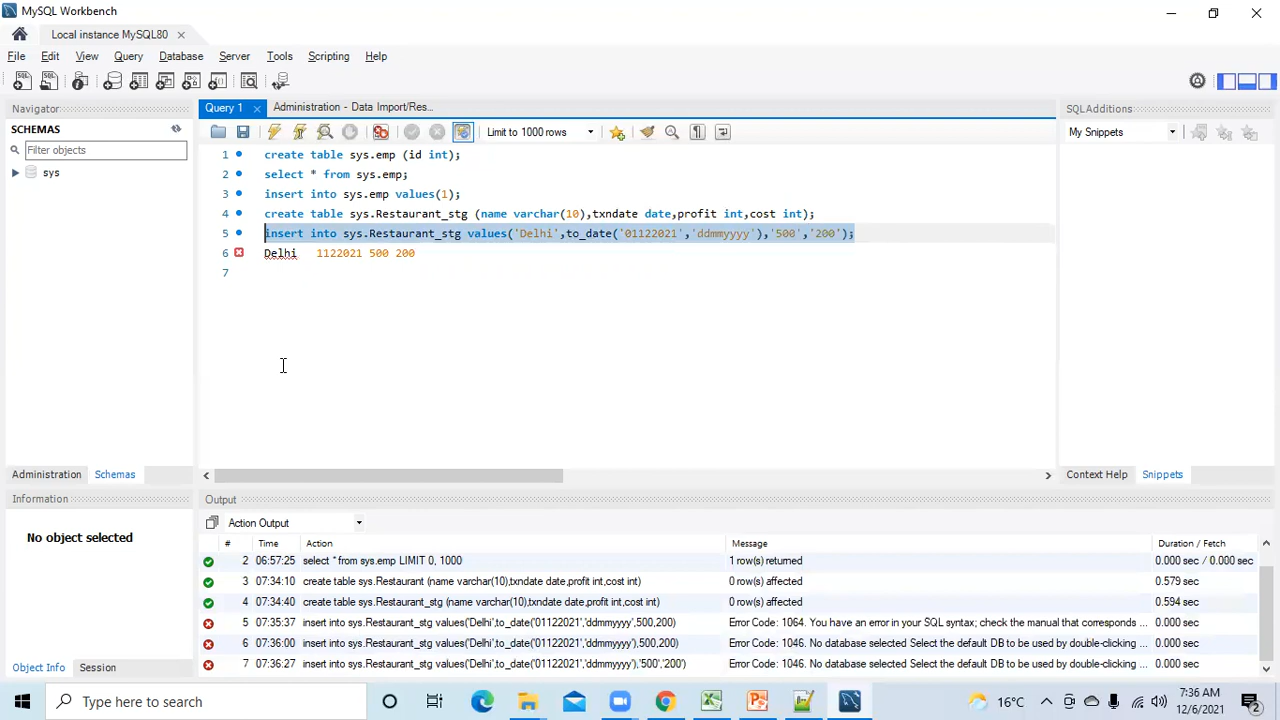 MySQL Workbench
Local instance MySQL80
File Edit View Query Database Server Tools Scripting Help
Navigator
SCHEMAS
Filter objects
sys
Administration Schemas
Information
No object selected
Object Info Session
Query 1 Administration - Data Import/Res...
Limit to 1000 rows
1 create table sys.emp (id int);
2 select * from sys.emp;
3 insert into sys.emp values(1);
4 create table sys.Restaurant_stg (name varchar(10),txndate date,profit int,cost int);
5 insert into sys.Restaurant_stg values('Delhi',to_date('01122021','ddmmyyyy'),'500','200');
6 Delhi 1122021 500 200
7
SQLAdditions
My Snippets
Context Help Snippets
Output
Action Output
# Time Action Message Duration / Fetch
2 06:57:25 select * from sys.emp LIMIT 0, 1000 1 row(s) returned 0.000 sec / 0.000 sec
3 07:34:10 create table sys.Restaurant (name varchar(10),txndate date,profit int,cost int) 0 row(s) affected 0.579 sec
4 07:34:40 create table sys.Restaurant_stg (name varchar(10),txndate date,profit int,cost int) 0 row(s) affected 0.594 sec
5 07:35:37 insert into sys.Restaurant_stg values('Delhi',to_date('01122021','ddmmyyyy',500,200) Error Code: 1064. You have an error in your SQL syntax; check the manual that corresponds ... 0.000 sec
6 07:36:00 insert into sys.Restaurant_stg values('Delhi',to_date('01122021','ddmmyyyy'),500,200) Error Code: 1046. No database selected Select the default DB to be used by double-clicking ... 0.000 sec
7 07:36:27 insert into sys.Restaurant_stg values('Delhi',to_date('01122021','ddmmyyyy'),'500','200') Error Code: 1046. No database selected Select the default DB to be used by double-clicking ... 0.000 sec
Type here to search
16°C
7:36 AM
12/6/2021
2